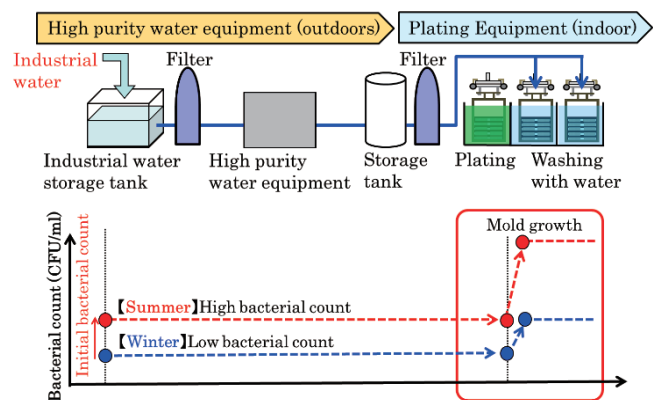 High purity water equipment (outdoors)
Plating Equipment (indoor)
Industrial
water
Filter
Filter
Industrial water
storage tank
High purity
water equipment
Storage
tank
Plating
Washing
with water
Bacterial count (CFU/ml)
Initial bacterial count
Mold growth
【Summer】High bacterial count
【Winter】Low bacterial count